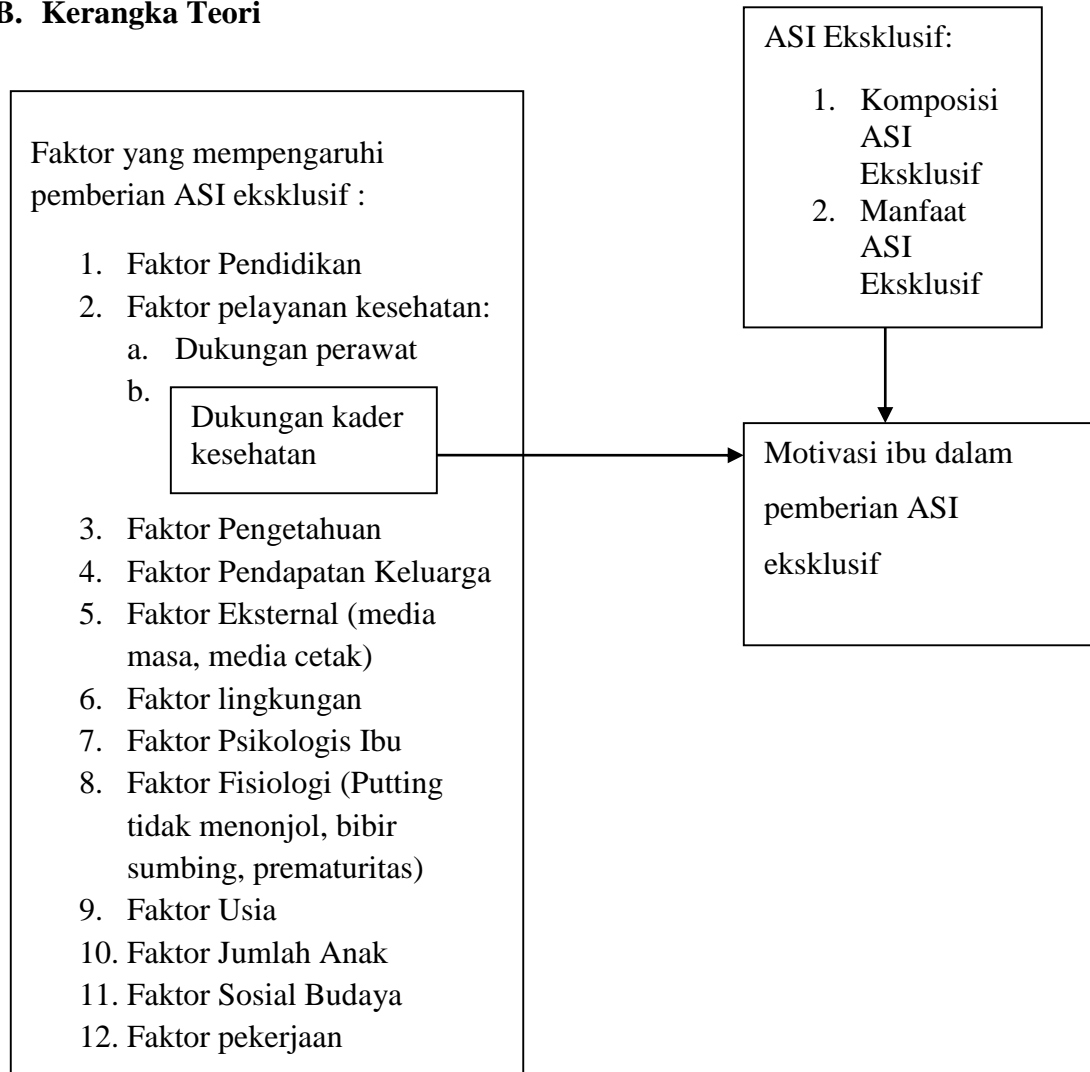 B. Kerangka Teori
Faktor yang mempengaruhi
pemberian ASI eksklusif :
1. Faktor Pendidikan
2. Faktor pelayanan kesehatan:
a. Dukungan perawat
b.
Dukungan kader
kesehatan
3. Faktor Pengetahuan
4. Faktor Pendapatan Keluarga
5. Faktor Eksternal (media
masa, media cetak)
6. Faktor lingkungan
7. Faktor Psikologis Ibu
8. Faktor Fisiologi (Putting
tidak menonjol, bibir
sumbing, prematuritas)
9. Faktor Usia
10. Faktor Jumlah Anak
11. Faktor Sosial Budaya
12. Faktor pekerjaan
ASI Eksklusif:
1. Komposisi
ASI
Eksklusif
2. Manfaat
ASI
Eksklusif
Motivasi ibu dalam
pemberian ASI
eksklusif